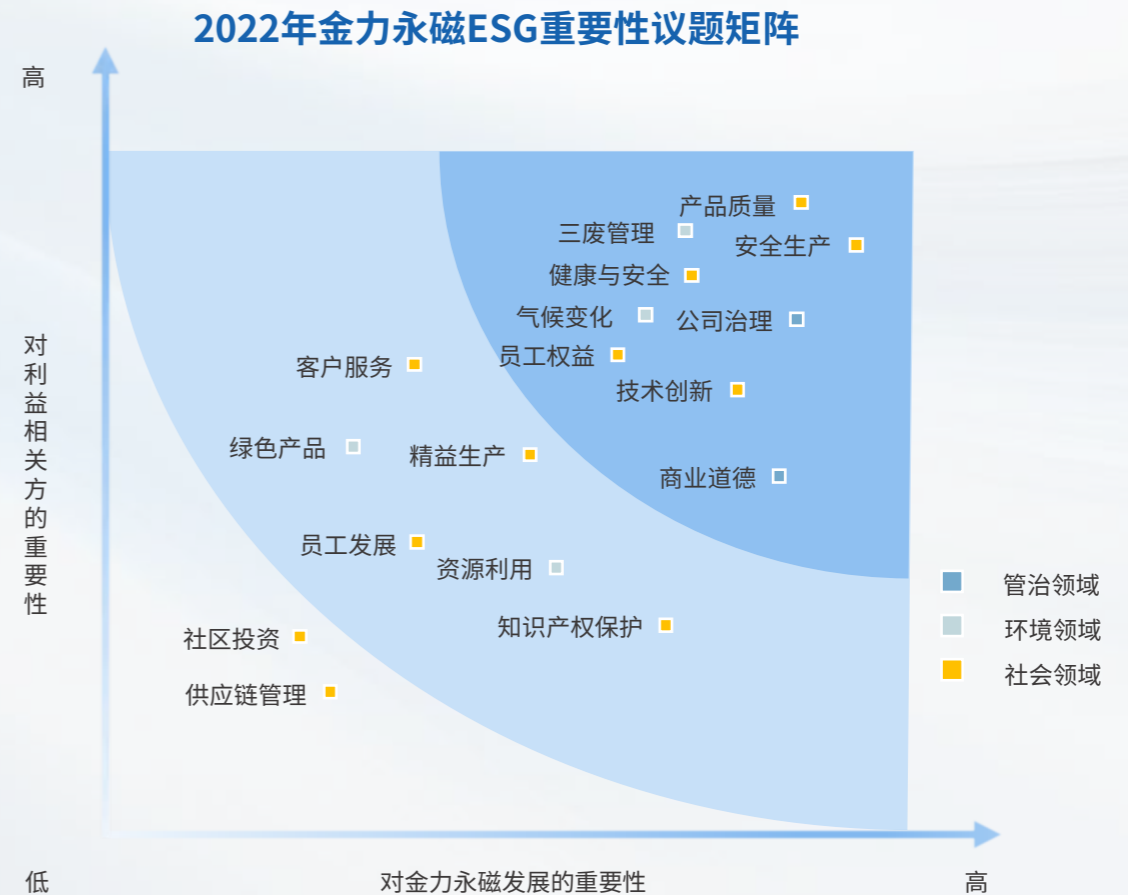 2022年金力永磁ESG重要性议题矩阵
高
对利益相关方的重要性
产品质量
三废管理
安全生产
健康与安全
气候变化
公司治理
员工权益
客户服务
技术创新
绿色产品
精益生产
商业道德
员工发展
资源利用
知识产权保护
社区投资
供应链管理
管治领域
环境领域
社会领域
低
对金力永磁发展的重要性
高